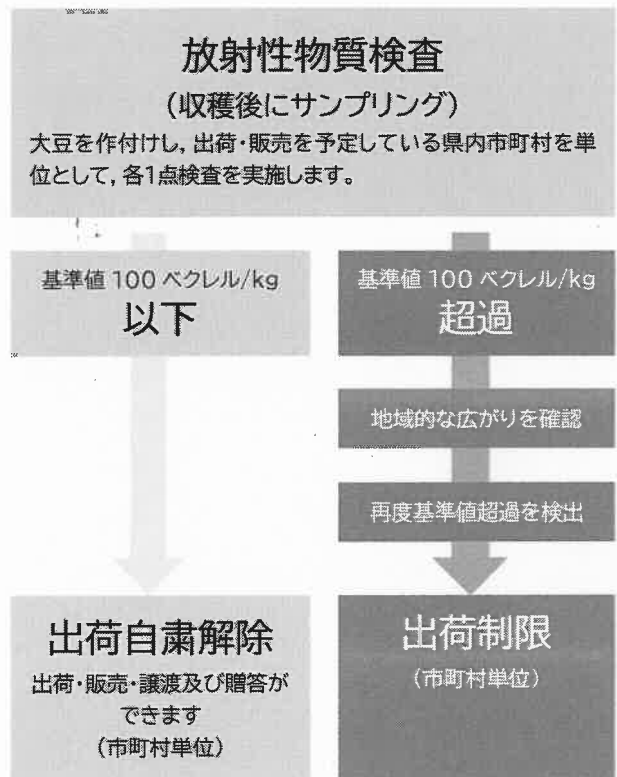 放射性物質検査
(収穫後にサンプリング)
大豆を作付けし,出荷・販売を予定している県内市町村を単
位として,各1点検査を実施します。
基準値 100 ベクレル/kg
以下
基準値 100 ベクレル/kg
超過
地域的な広がりを確認
再度基準値超過を検出
出荷自粛解除
出荷・販売・譲渡及び贈答が
できます
(市町村単位)
出荷制限
(市町村単位)